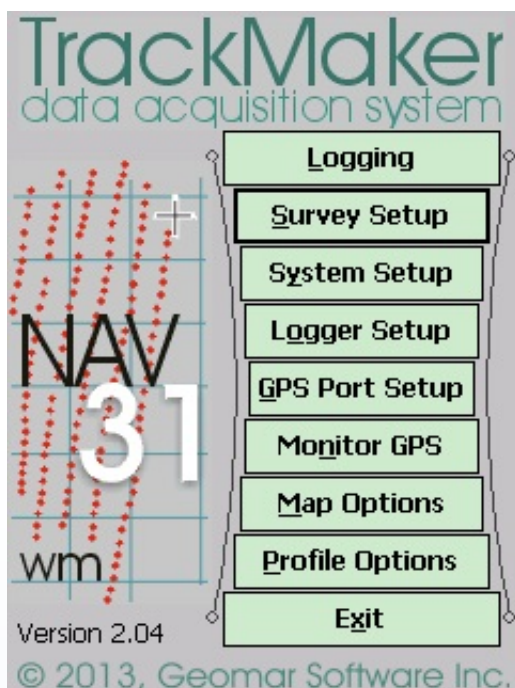 TrackMaker
data acquisition system
Logging
Survey Setup
System Setup
Logger Setup
GPS Port Setup
Monitor GPS
Map Options
Profile Options
Exit
NAV
31
wm
Version 2.04
© 2013, Geomar Software Inc.